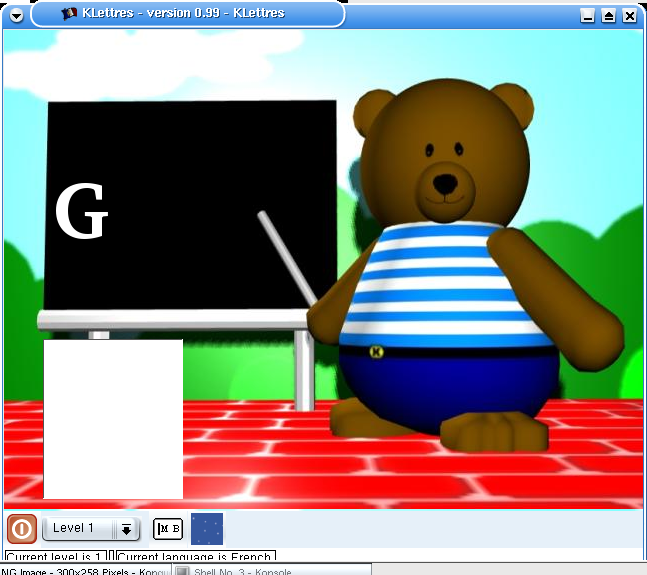 KLettres - version 0.99 - KLettres
G
K
Level 1
M B
Current level is 1
Current language is French
NG Image - 300x258 Pixels - Konqu
Shell No. 3 - Konsole